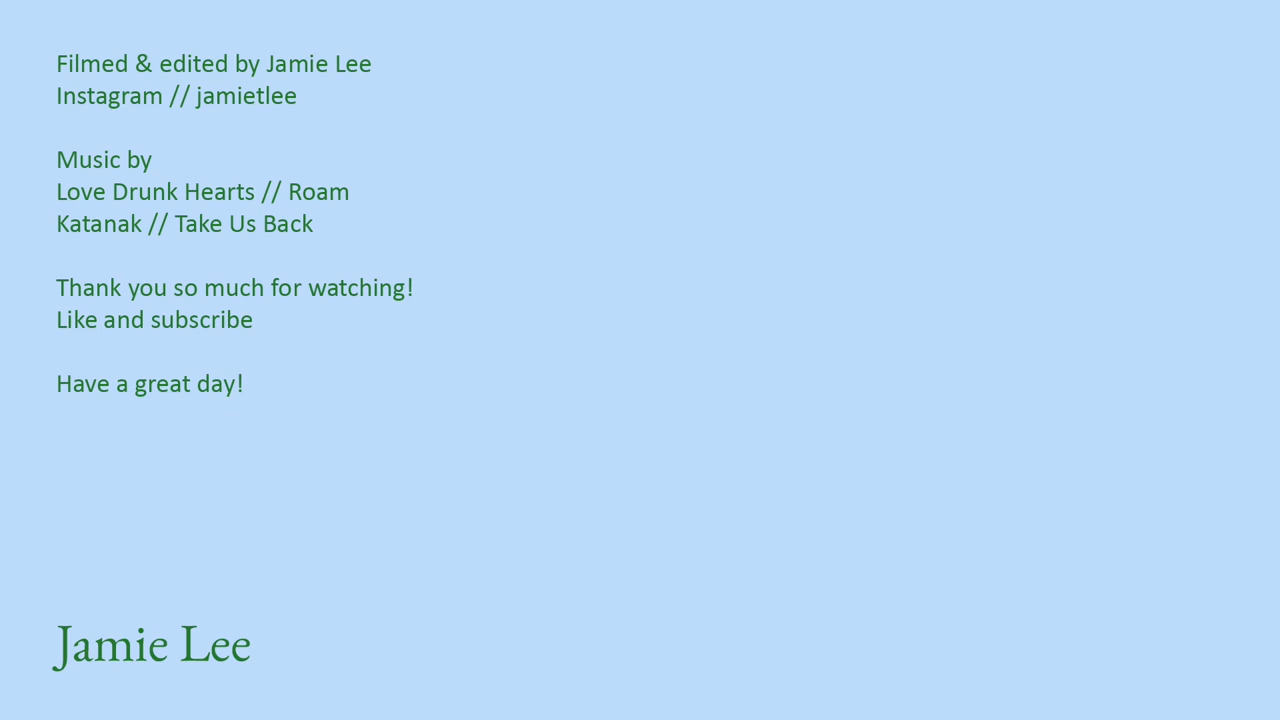 Filmed & edited by Jamie Lee
Instagram // jamietlee
Music by
Love Drunk Hearts // Roam
Katanak // Take Us Back
Thank you so much for watching!
Like and subscribe
Have a great day!
Jamie Lee